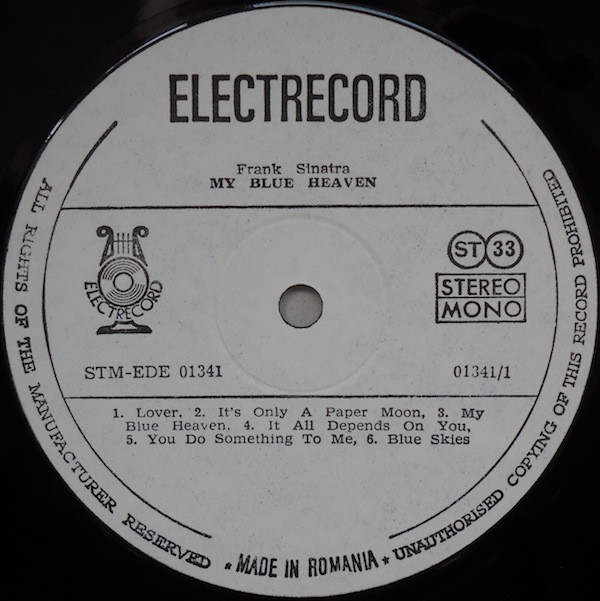 ELECTRECORD
Frank Sinatra
MY BLUE HEAVEN
ELECTRECORD
ST 33
STEREO
MONO
STM-EDE 01341
01341/1
1. Lover. 2. It's Only A Paper Moon, 3. My
Blue Heaven. 4. It All Depends On You,
5. You Do Something To Me, 6. Blue Skies
ALL RIGHTS OF THE MANUFACTURER RESERVED * MADE IN ROMANIA * UNAUTHORISED COPYING OF THIS RECORD PROHIBITED